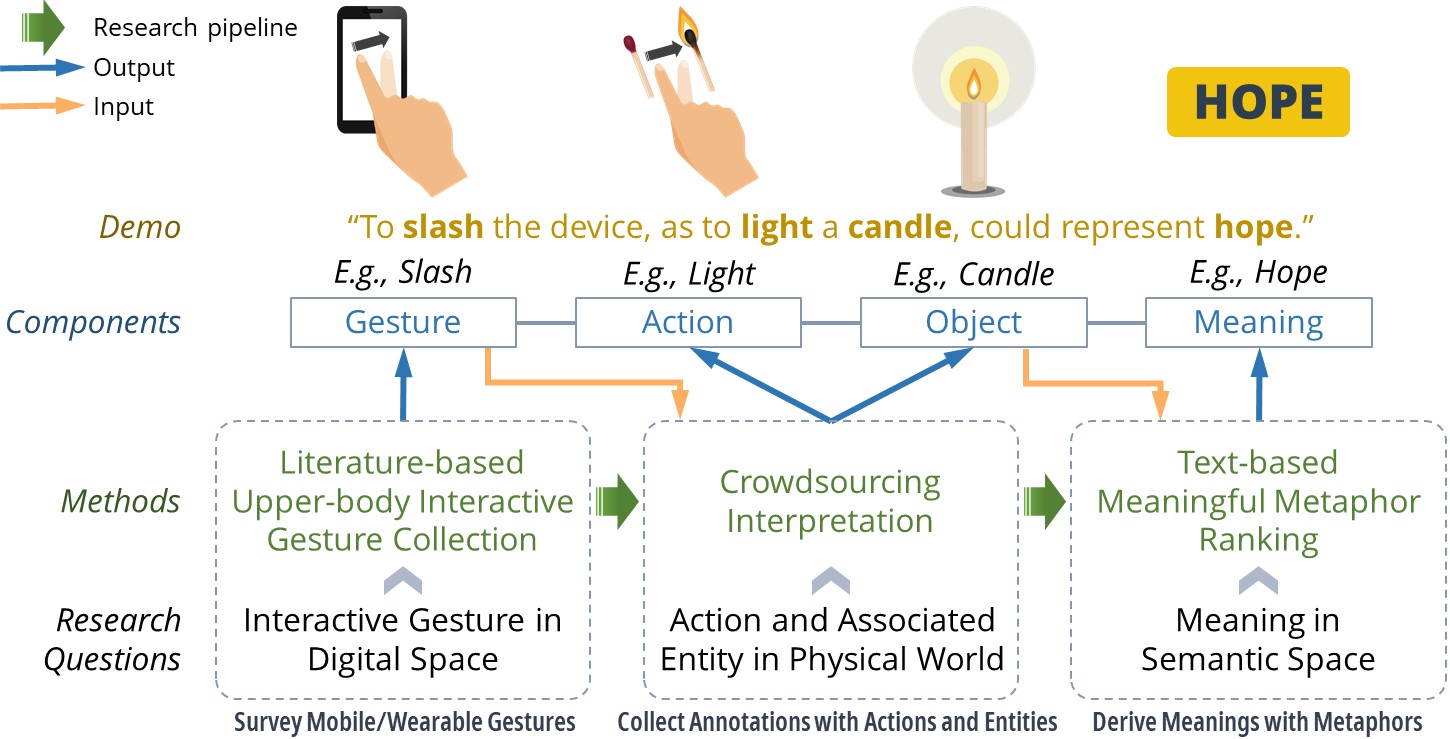 Research pipeline
Output
Input
HOPE
Demo
“To slash the device, as to light a candle, could represent hope.”
E.g., Slash
E.g., Light
E.g., Candle
E.g., Hope
Components
Gesture
Action
Object
Meaning
Methods
Literature-based
Upper-body Interactive
Gesture Collection
Crowdsourcing
Interpretation
Text-based
Meaningful Metaphor
Ranking
Research
Questions
Interactive Gesture in
Digital Space
Action and Associated
Entity in Physical World
Meaning in
Semantic Space
Survey Mobile/Wearable Gestures
Collect Annotations with Actions and Entities
Derive Meanings with Metaphors